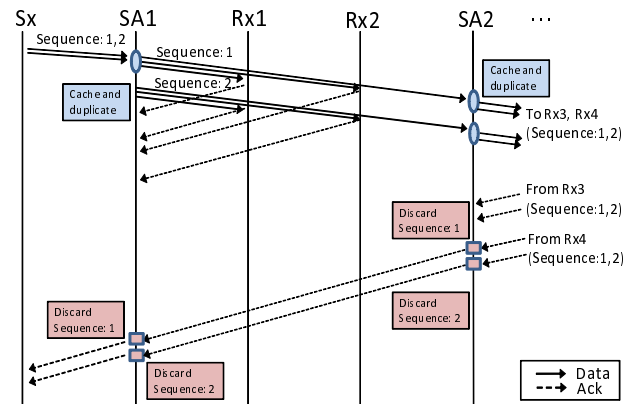 Sx SA1 Rx1 Rx2 SA2 ...
Sequence: 1,2
Sequence: 1
Sequence: 2
Cache and
duplicate
Cache and
duplicate
To Rx3, Rx4
(Sequence:1,2)
From Rx3
(Sequence:1,2)
Discard
Sequence: 1
From Rx4
(Sequence:1,2)
Discard
Sequence: 2
Discard
Sequence: 1
Discard
Sequence: 2
Data
Ack